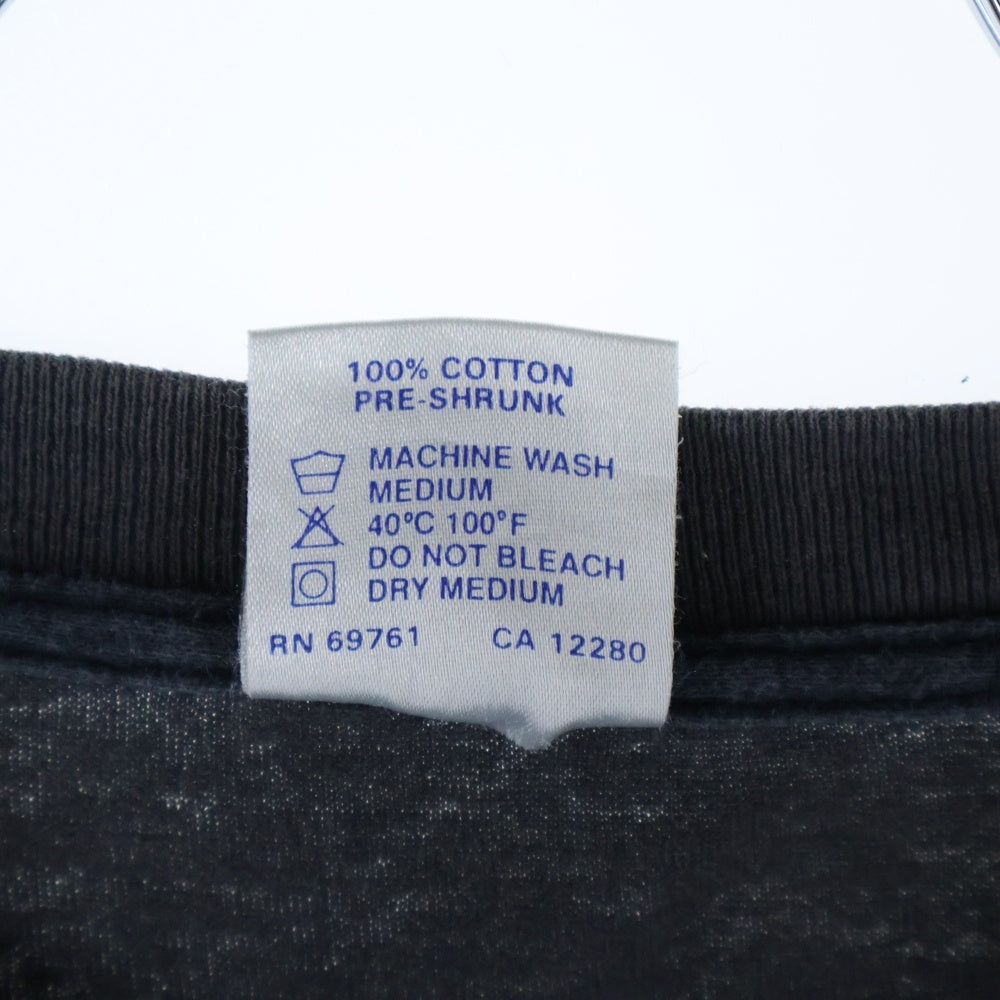 100% COTTON
PRE-SHRUNK
MACHINE WASH
MEDIUM
40°C 100°F
DO NOT BLEACH
DRY MEDIUM
RN 69761 CA 12280